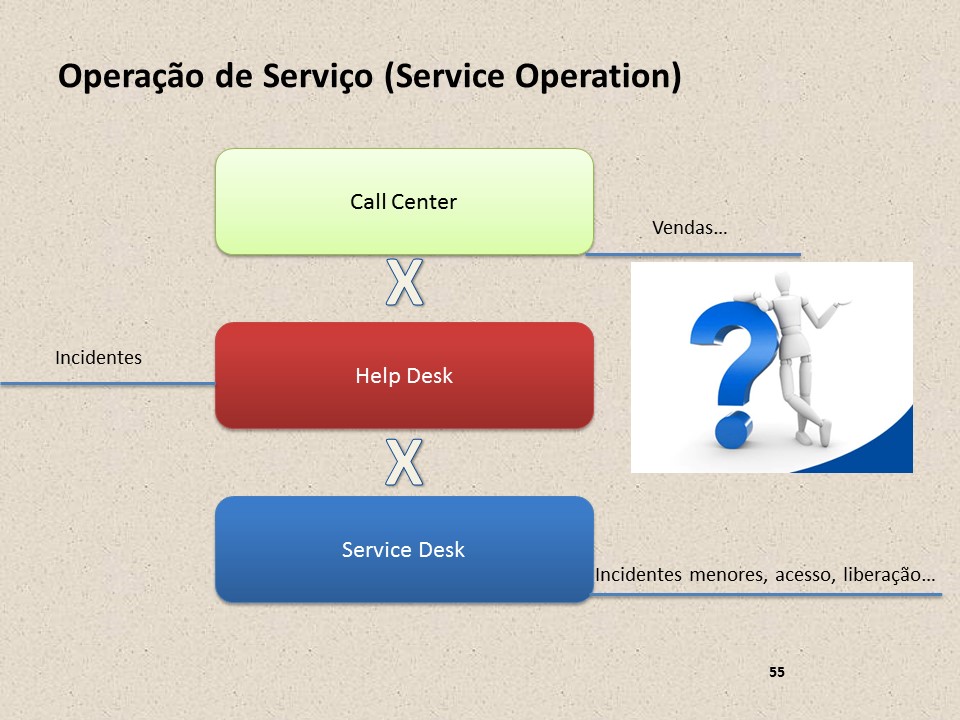 Operação de Serviço (Service Operation)
Call Center
Vendas...
X
Incidentes
Help Desk
X
Service Desk
Incidentes menores, acesso, liberação...
55